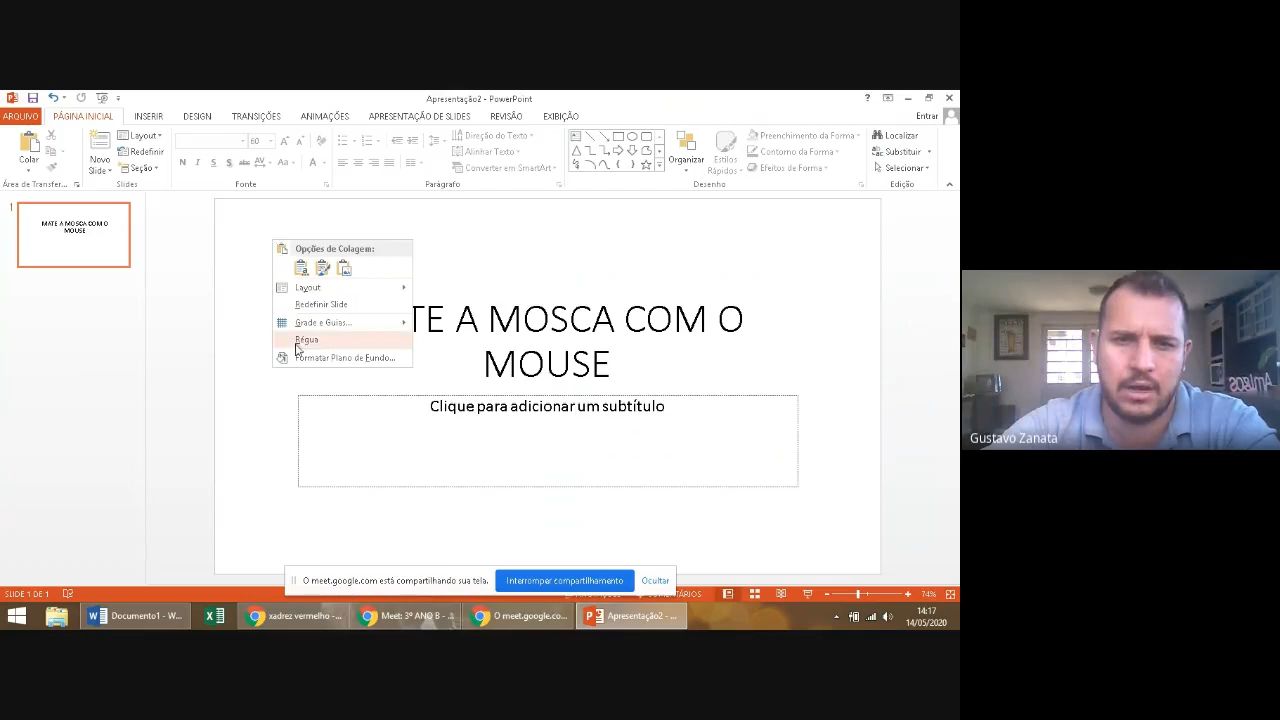 Apresentação2 - PowerPoint
Entrar
ARQUIVO PÁGINA INICIAL INSERIR DESIGN TRANSIÇÕES ANIMAÇÕES APRESENTAÇÃO DE SLIDES REVISÃO EXIBIÇÃO
Colar
Novo
Slide
Layout
Redefinir
Seção
60
Direção do Texto
Alinhar Texto
Converter em SmartArt
Organizar
Estilos
Rápidos
Preenchimento da Forma
Contorno da Forma
Efeitos de Forma
Localizar
Substituir
Selecionar
Área de Transfer... Slides Fonte Parágrafo Desenho Edição
1
MATE A MOSCA COM O
MOUSE
Opções de Colagem:
Layout
Redefinir Slide
Grade e Guias...
Régua
Formatar Plano de Fundo...
TE A MOSCA COM O
MOUSE
Clique para adicionar um subtítulo
AMIGOS
Gustavo Zanata
O meet.google.com está compartilhando sua tela. Interromper compartilhamento Ocultar
SLIDE 1 DE 1
74%
Documento1 - W...
xadrez vermelho -...
Meet: 3º ANO B - ...
O meet.google.co...
Apresentação2 - ...
14:17
14/05/2020